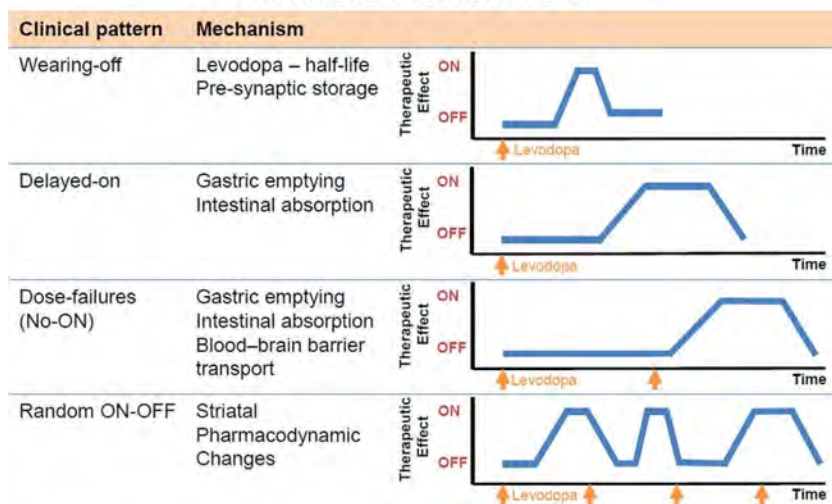 Clinical pattern Mechanism
Wearing-off Levodopa – half-life
Pre-synaptic storage
Therapeutic
Effect
ON
OFF
Levodopa Time
Delayed-on Gastric emptying
Intestinal absorption
Therapeutic
Effect
ON
OFF
Levodopa Time
Dose-failures Gastric emptying
(No-ON) Intestinal absorption
Blood–brain barrier
transport
Therapeutic
Effect
ON
OFF
Levodopa Time
Random ON-OFF Striatal
Pharmacodynamic
Changes
Therapeutic
Effect
ON
OFF
Levodopa Time